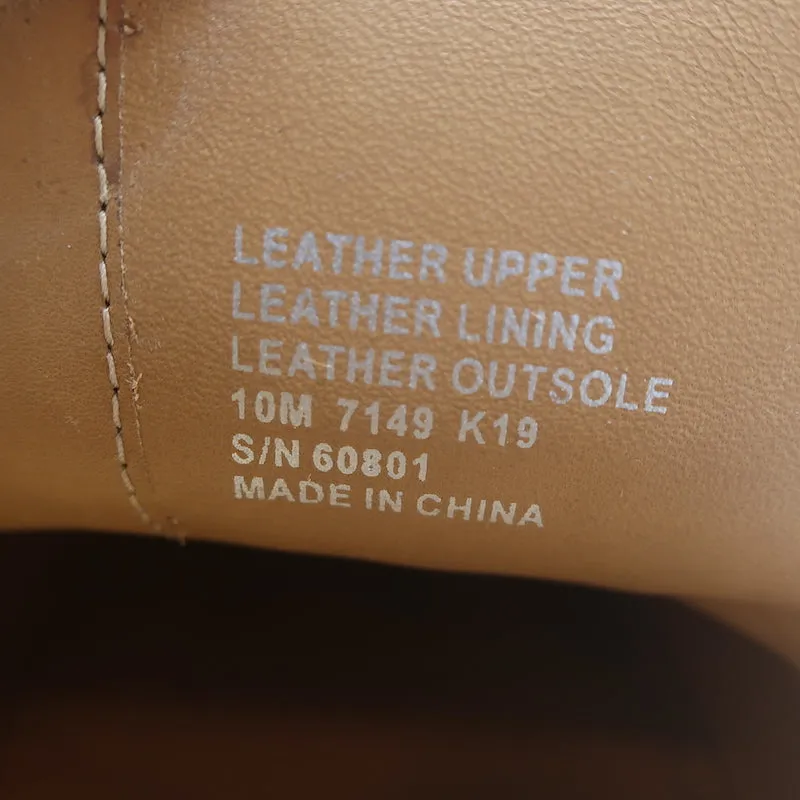 LEATHER UPPER
LEATHER LINING
LEATHER OUTSOLE
10M 7149 K19
S/N 60801
MADE IN CHINA